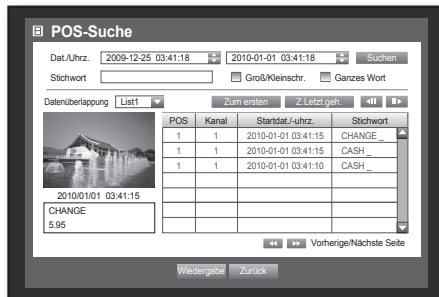 POS-Suche
Dat./Uhrz. 2009-12-25 03:41:18 2010-01-01 03:41:18 Suchen
Stichwort Groß/Kleinschr. Ganzes Wort
Datenüberlappung List1 Zum ersten Z.Letzt.geh.
POS Kanal Startdat./-uhrz. Stichwort
1 1 2010-01-01 03:41:15 CHANGE _
1 1 2010-01-01 03:41:15 CASH _
1 1 2010-01-01 03:41:10 CASH _
2010/01/01 03:41:15
CHANGE
5.95
Vorherige/Nächste Seite
Wiedergabe Zurück